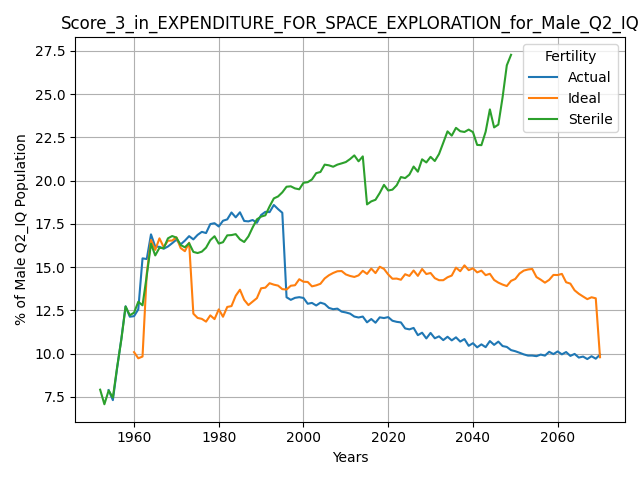 Score_3_in_EXPENDITURE_FOR_SPACE_EXPLORATION_for_Male_Q2_IQ
27.5
25.0
22.5
20.0
17.5
15.0
12.5
10.0
7.5
% of Male Q2_IQ Population
Fertility
Actual
Ideal
Sterile
1960
1980
2000
2020
2040
2060
Years